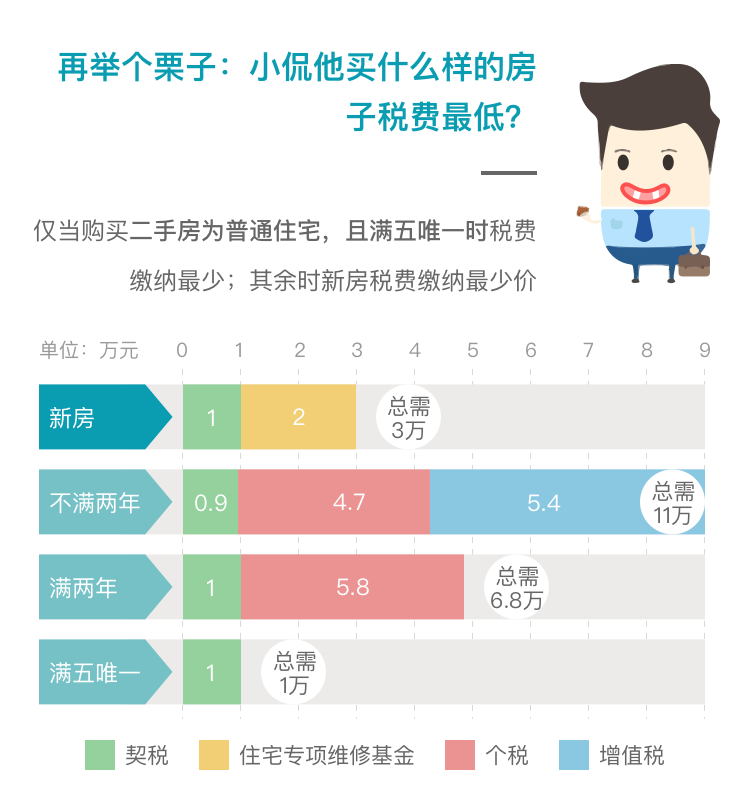 再举个栗子：小侃他买什么样的房
子税费最低？
仅当购买二手房为普通住宅，且满五唯一时税费
缴纳最少；其余时新房税费缴纳最少价
单位：万元 0 1 2 3 4 5 6 7 8 9
新房 1 2 总需
3万
不满两年 0.9 4.7 5.4 总需
11万
满两年 1 5.8 总需
6.8万
满五唯一 1 总需
1万
契税 住宅专项维修基金 个税 增值税